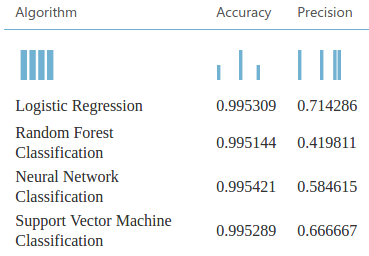 Algorithm Accuracy Precision
Logistic Regression 0.995309 0.714286
Random Forest
Classification 0.995144 0.419811
Neural Network
Classification 0.995421 0.584615
Support Vector Machine
Classification 0.995289 0.666667